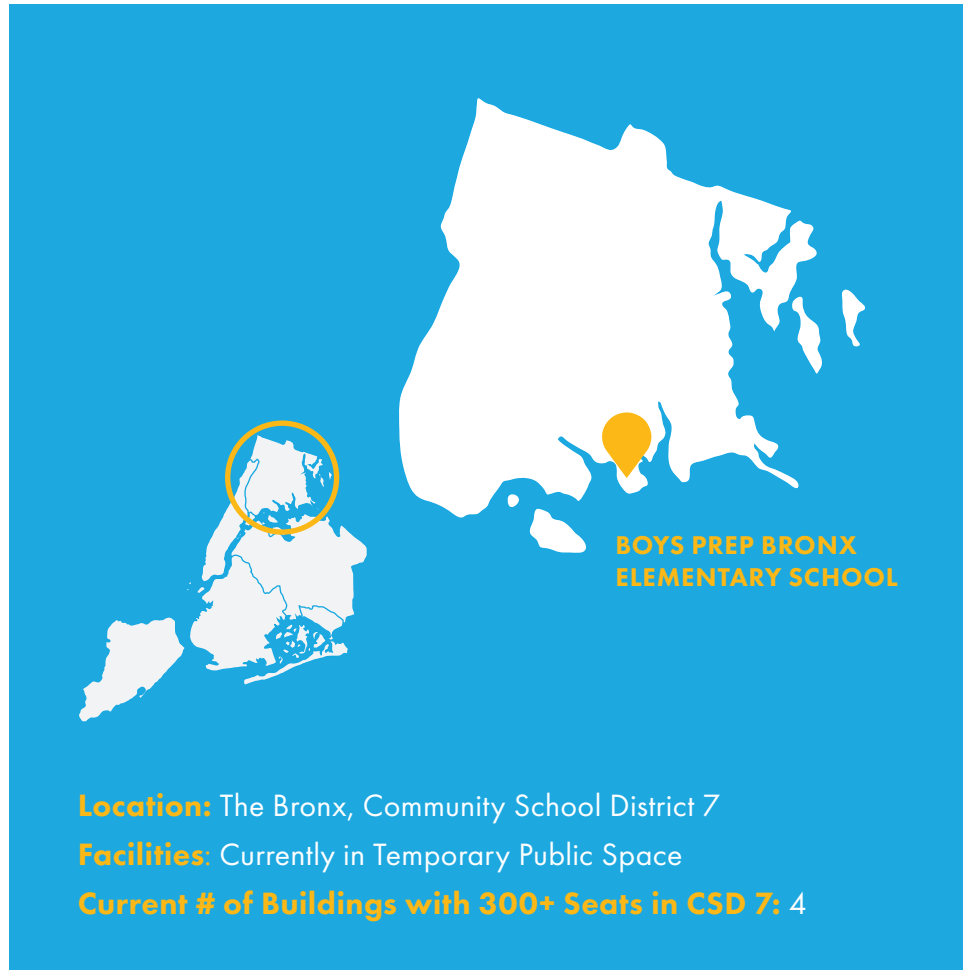 BOYS PREP BRONX
ELEMENTARY SCHOOL
Location: The Bronx, Community School District 7
Facilities: Currently in Temporary Public Space
Current # of Buildings with 300+ Seats in CSD 7: 4